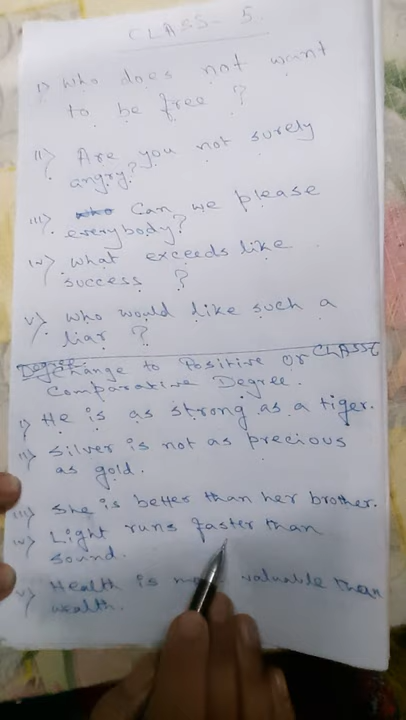 CLASS- 5
i) Who does not want
to be free ?
ii) Are you not surely
angry?
iii) Can we please
everybody?
iv) What exceeds like
success ?
v) Who would like such a
liar ?
Degree CLASS
Change to Positive or
Comparative Degree.
i) He is as strong as a tiger.
ii) Silver is not as precious
as gold.
iii) She is better than her brother.
iv) Light runs faster than
sound.
v) Health is valuable than
wealth.